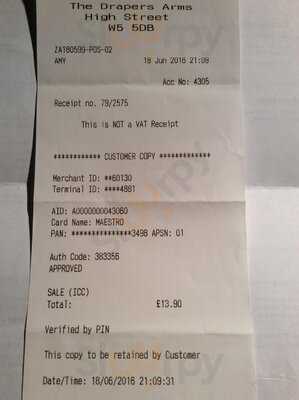 The Drapers Arms
High Street
W5 5DB
ZA180599-POS-02
AMY 18 Jun 2016 21:09
Acc No: 4305
Receipt no. 79/2575
This is NOT a VAT Receipt
************ CUSTOMER COPY *************
Merchant ID: **60130
Terminal ID: ****4881
AID: A0000000043060
Card Name: MAESTRO
PAN: ***************3498 APSN: 01
Auth Code: 383356
APPROVED
SALE (ICC)
Total: £13.90
Verified by PIN
This copy to be retained by Customer
Date/Time: 18/06/2016 21:09:31